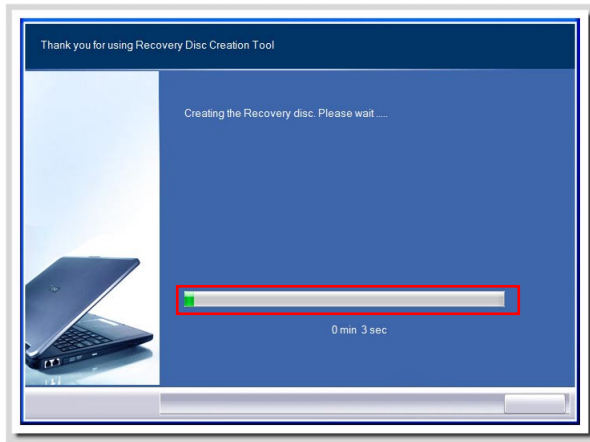 Thank you for using Recovery Disc Creation Tool
Creating the Recovery disc. Please wait .....
0 min 3 sec